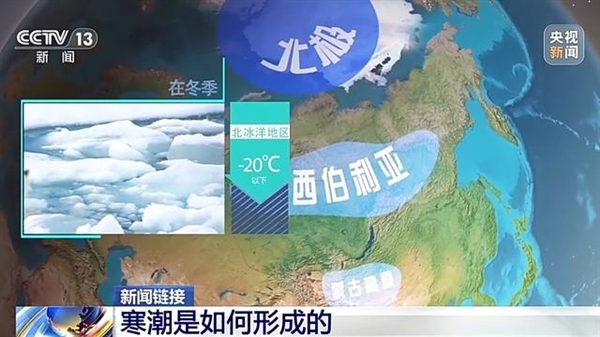 CCTV 13
新闻
央视
新闻
北极
在冬季
北冰洋地区
-20℃
以下
西伯利亚
蒙古高原
新闻链接
寒潮是如何形成的